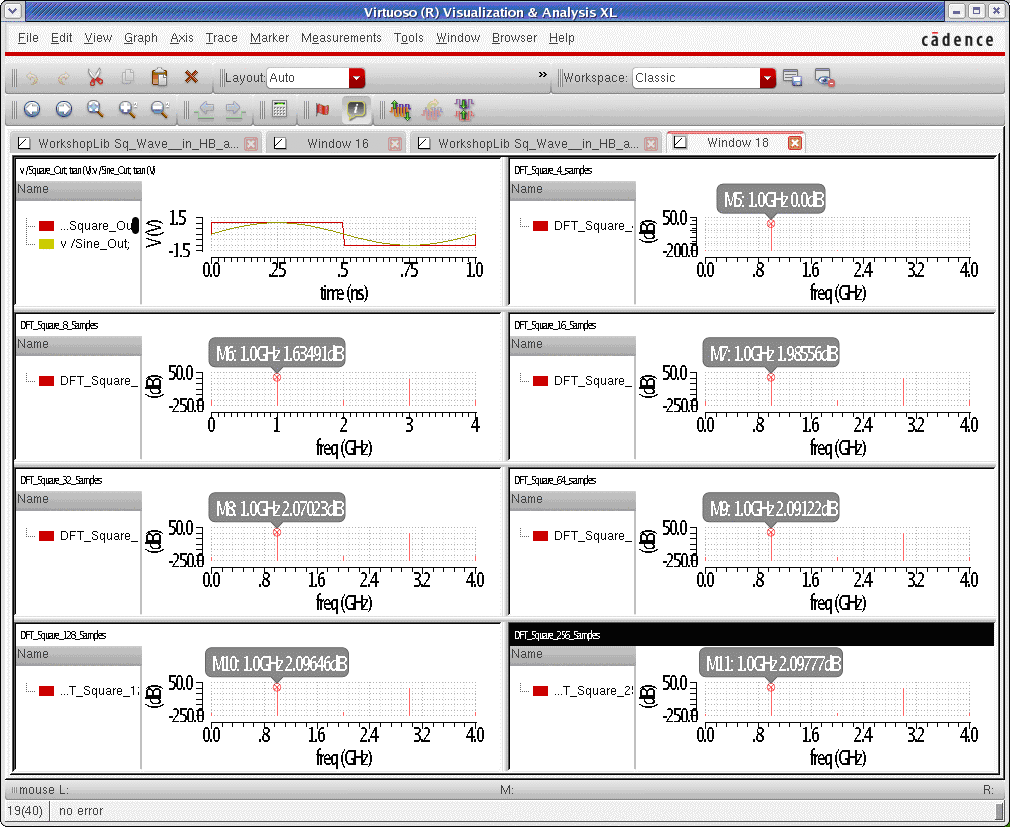 Virtuoso (R) Visualization & Analysis XL
File Edit View Graph Axis Trace Marker Measurements Tools Window Browser Help
cādence
Layout: Auto
» Workspace: Classic
WorkshopLib Sq_Wave__in_HB_a... Window 16 WorkshopLib Sq_Wave__in_HB_a... Window 18
v /Square_Out; tran (V):v /Sine_Out; tran (V)
Name
...Square_Ou
v /Sine_Out;
V (V)
1.5
-1.5
0.0 .25 .5 .75 1.0
time (ns)
DFT_Square_4_samples
Name
DFT_Square_
M5: 1.0GHz 0.0dB
(dB)
50.0
-200.0
0.0 .8 1.6 2.4 3.2 4.0
freq (GHz)
DFT_Square_8_Samples
Name
DFT_Square_
M6: 1.0GHz 1.63491dB
(dB)
50.0
-250.0
0 1 2 3 4
freq (GHz)
DFT_Square_16_Samples
Name
DFT_Square_
M7: 1.0GHz 1.98556dB
(dB)
50.0
-250.0
0.0 .8 1.6 2.4 3.2 4.0
freq (GHz)
DFT_Square_32_Samples
Name
DFT_Square_
M8: 1.0GHz 2.07023dB
(dB)
50.0
-250.0
0.0 .8 1.6 2.4 3.2 4.0
freq (GHz)
DFT_Square_64_samples
Name
DFT_Square_
M9: 1.0GHz 2.09122dB
(dB)
50.0
-250.0
0.0 .8 1.6 2.4 3.2 4.0
freq (GHz)
DFT_Square_128_Samples
Name
...T_Square_12
M10: 1.0GHz 2.09646dB
(dB)
50.0
-250.0
0.0 .8 1.6 2.4 3.2 4.0
freq (GHz)
DFT_Square_256_Samples
Name
...T_Square_25
M11: 1.0GHz 2.09777dB
(dB)
50.0
-250.0
0.0 .8 1.6 2.4 3.2 4.0
freq (GHz)
mouse L: M: R:
19(40) no error